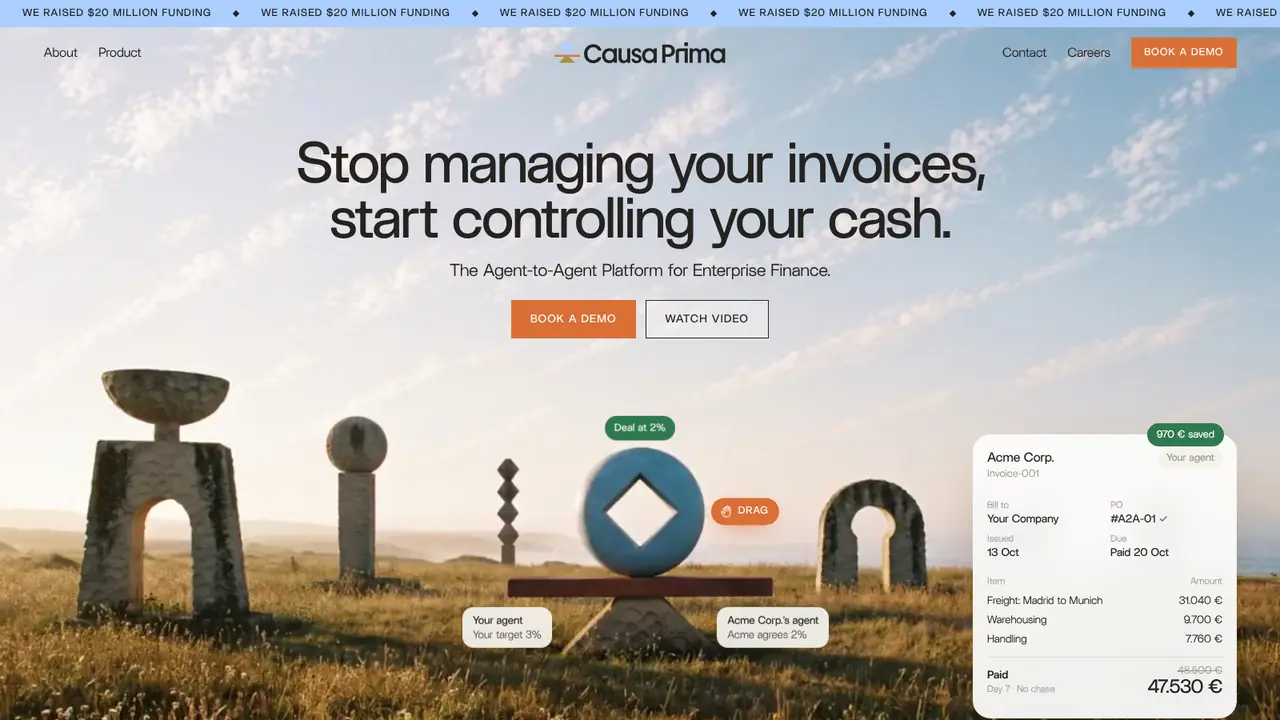 WE RAISED $20 MILLION FUNDING ◆ WE RAISED $20 MILLION FUNDING ◆ WE RAISED $20 MILLION FUNDING ◆ WE RAISED $20 MILLION FUNDING ◆ WE RAISED $20 MILLION FUNDING ◆ WE RAISED
About Product Causa Prima Contact Careers BOOK A DEMO
Stop managing your invoices,
start controlling your cash.
The Agent-to-Agent Platform for Enterprise Finance.
BOOK A DEMO WATCH VIDEO
Deal at 2%
DRAG
Your agent
Your target 3%
Acme Corp.'s agent
Acme agrees 2%
970 € saved
Acme Corp. Your agent
Invoice-001
Bill to PO
Your Company #A2A-01 ✓
Issued Due
13 Oct Paid 20 Oct
Item Amount
Freight: Madrid to Munich 31.040 €
Warehousing 9.700 €
Handling 7.760 €
48.500 €
Paid 47.530 €
Day 7 · No chase